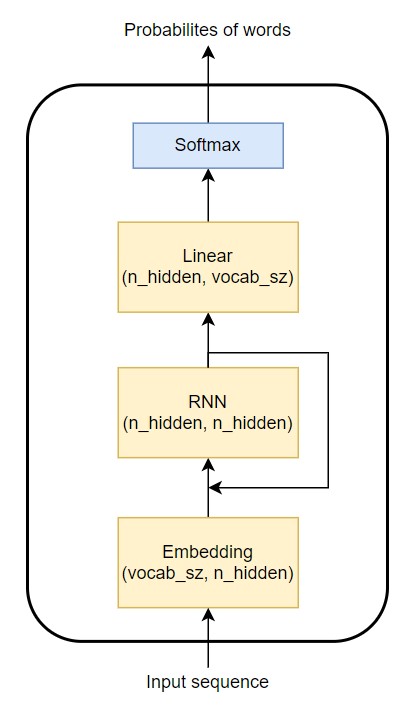 Probabilites of words
Softmax
Linear
(n_hidden, vocab_sz)
RNN
(n_hidden, n_hidden)
Embedding
(vocab_sz, n_hidden)
Input sequence